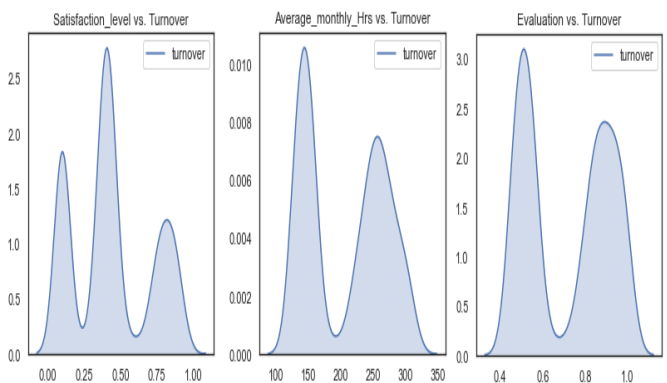 Satisfaction_level vs. Turnover
turnover
2.5
2.0
1.5
1.0
0.5
0.0
0.00 0.25 0.50 0.75 1.00
Average_monthly_Hrs vs. Turnover
turnover
0.010
0.008
0.006
0.004
0.002
0.000
100 150 200 250 300 350
Evaluation vs. Turnover
turnover
3.0
2.5
2.0
1.5
1.0
0.5
0.0
0.4 0.6 0.8 1.0